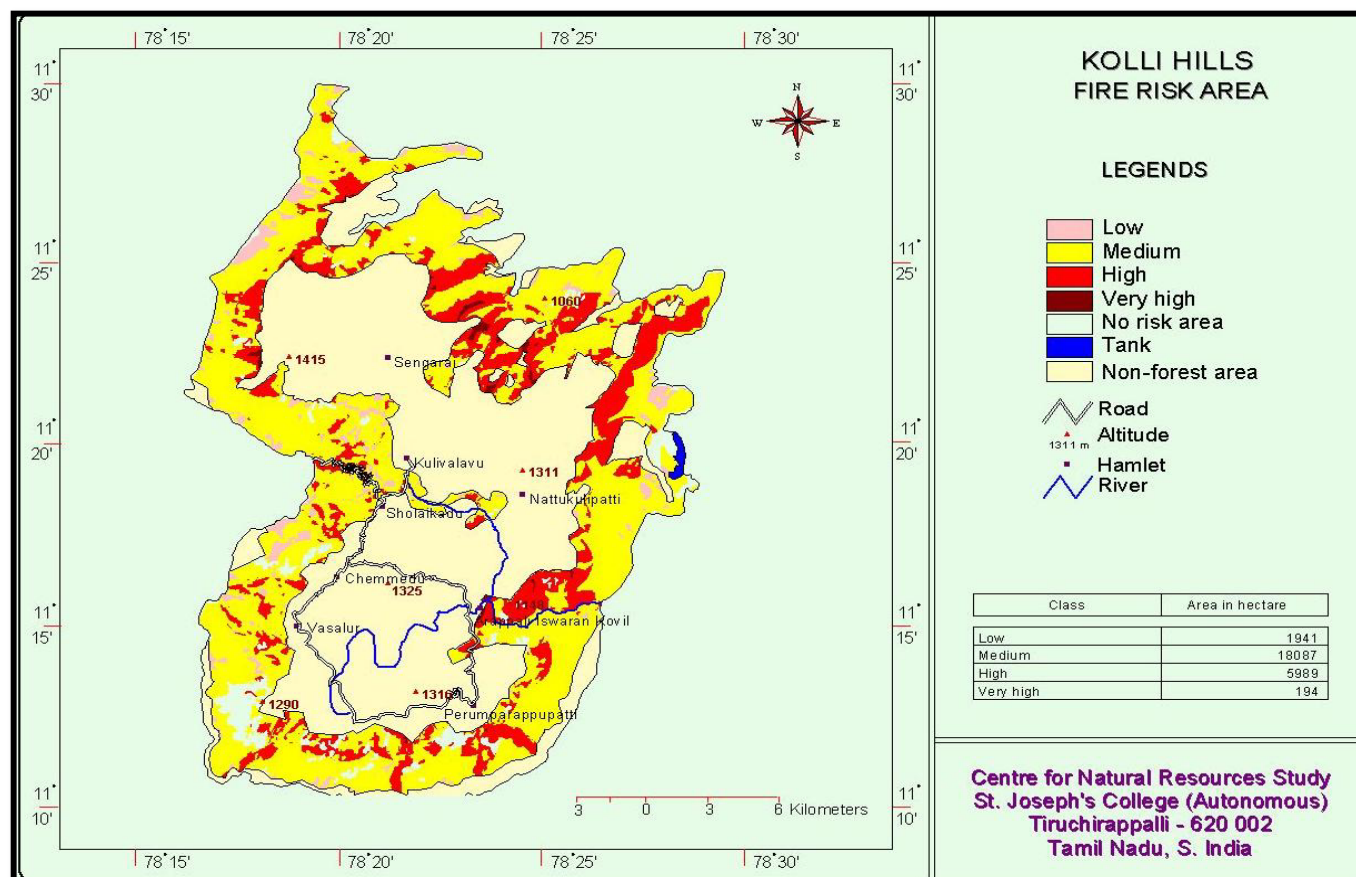 78° 15'
78° 20'
78° 25'
78° 30'
11° 30'
11° 30'
11° 25'
11° 25'
11° 20'
11° 20'
11° 15'
11° 15'
11° 10'
11° 10'
N
W E
S
1060
1415
Sengarai
Kulivalavu
1311
Nattukulipatti
Sholaikadu
Chemmedu
1325
Iswaran Kovil
Vasalur
1316
1290
Perumparappupatti
3 0 3 6 Kilometers
78° 15'
78° 20'
78° 25'
78° 30'
KOLLI HILLS
FIRE RISK AREA
LEGENDS
Low
Medium
High
Very high
No risk area
Tank
Non-forest area
Road
Altitude
1311 m
Hamlet
River
Class Area in hectare
Low 1941
Medium 18087
High 5989
Very high 194
Centre for Natural Resources Study
St. Joseph's College (Autonomous)
Tiruchirappalli - 620 002
Tamil Nadu, S. India